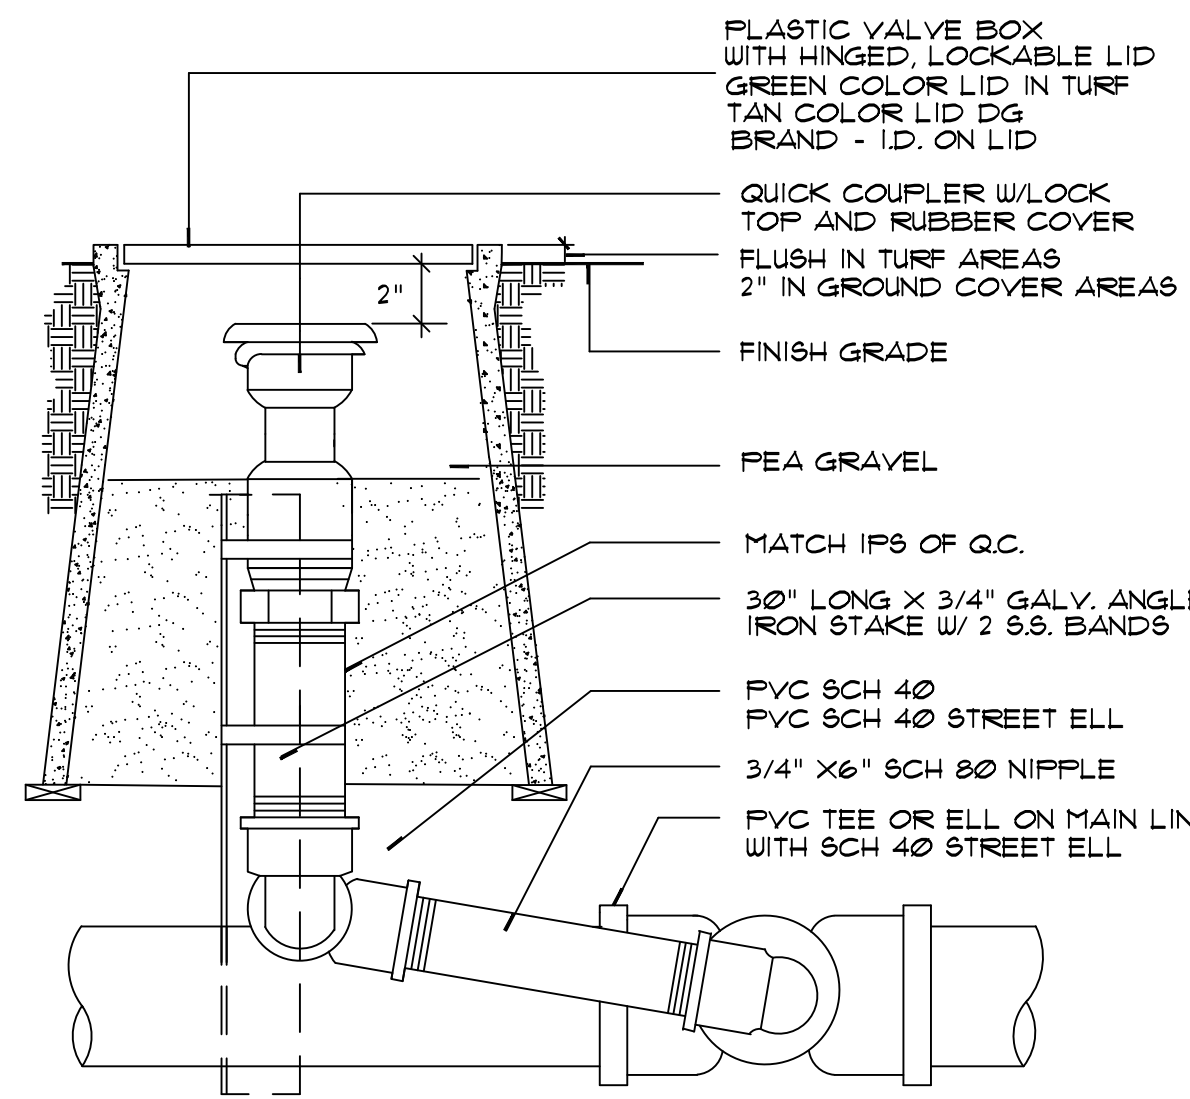 PLASTIC VALVE BOX
WITH HINGED, LOCKABLE LID
GREEN COLOR LID IN TURF
TAN COLOR LID DG
BRAND - I.D. ON LID
QUICK COUPLER W/LOCK
TOP AND RUBBER COVER
FLUSH IN TURF AREAS
2" IN GROUND COVER AREAS
2"
FINISH GRADE
PEA GRAVEL
MATCH IPS OF Q.C.
30" LONG X 3/4" GALV. ANGLE
IRON STAKE W/ 2 S.S. BANDS
PVC SCH 40
PVC SCH 40 STREET ELL
3/4" X6" SCH 80 NIPPLE
PVC TEE OR ELL ON MAIN LIN
WITH SCH 40 STREET ELL